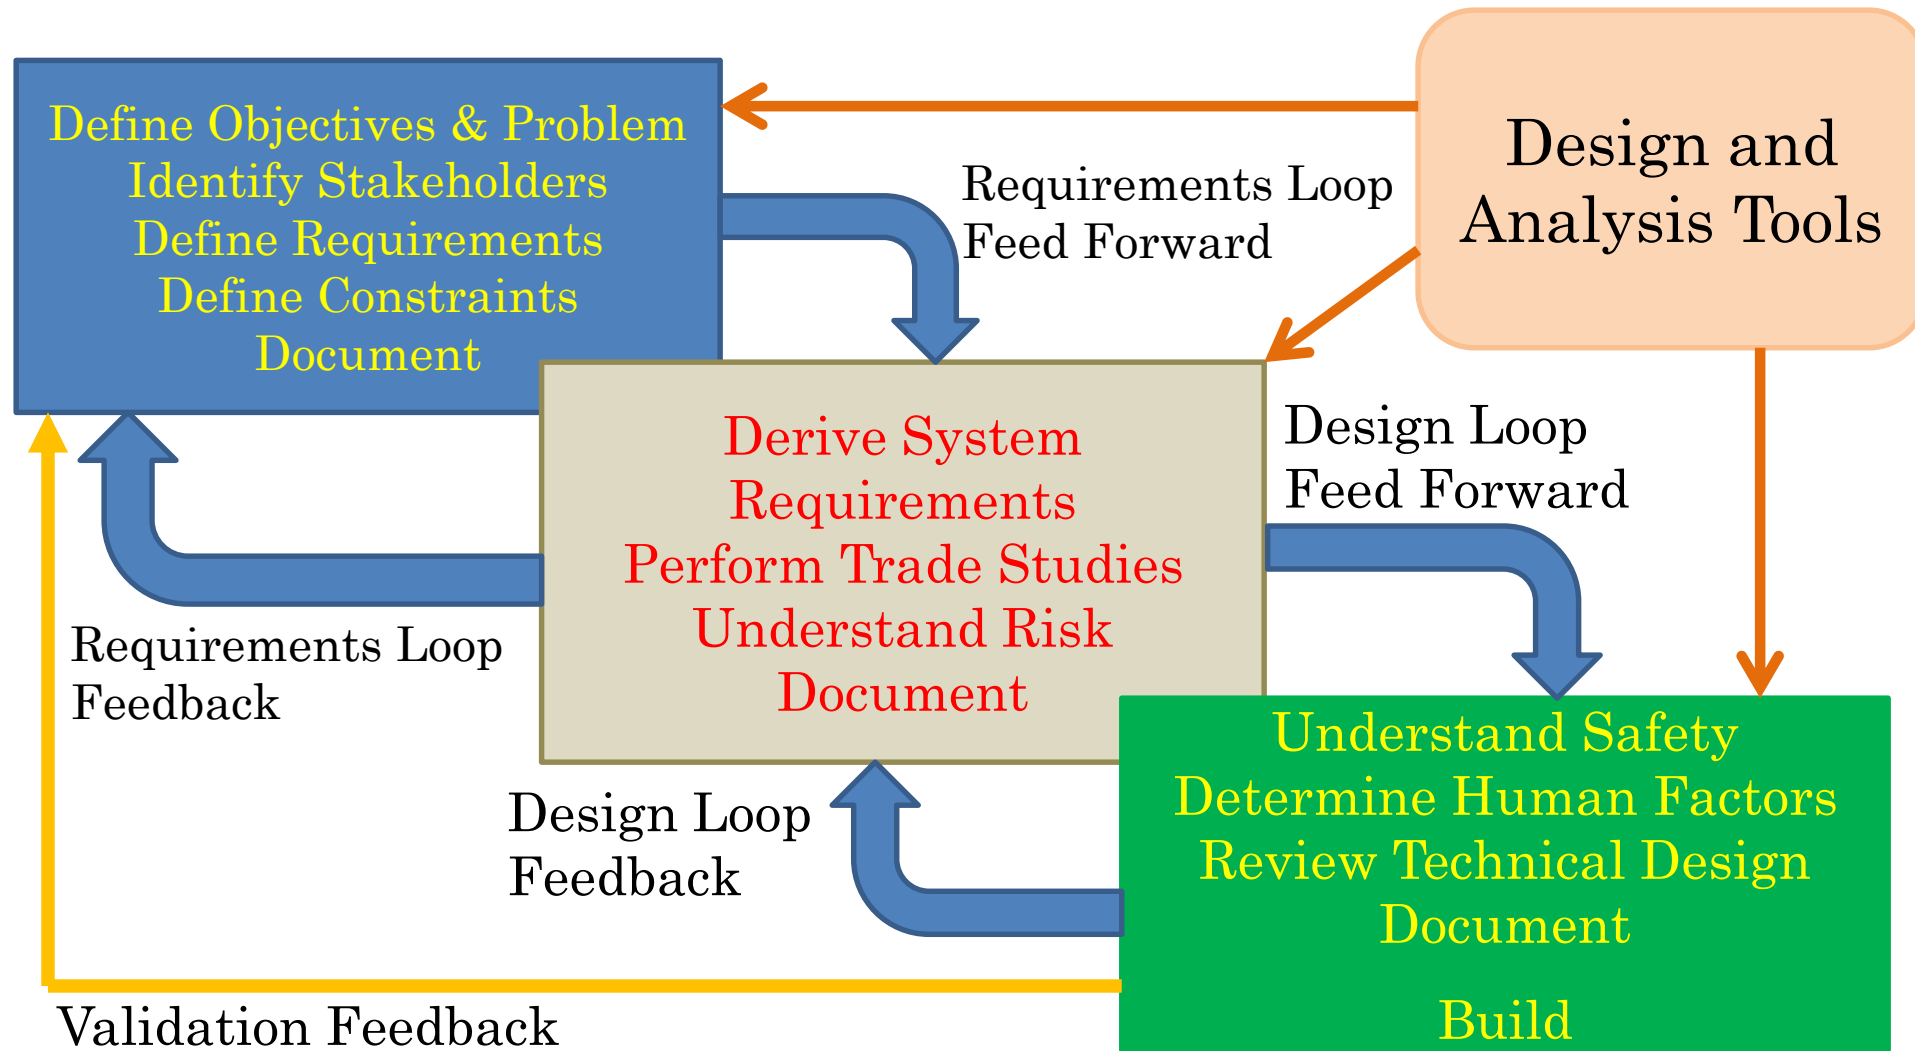 Define Objectives & Problem
Identify Stakeholders
Define Requirements
Define Constraints
Document
Requirements Loop
Feed Forward
Design and
Analysis Tools
Derive System
Requirements
Perform Trade Studies
Understand Risk
Document
Design Loop
Feed Forward
Requirements Loop
Feedback
Understand Safety
Determine Human Factors
Review Technical Design
Document
Build
Design Loop
Feedback
Validation Feedback